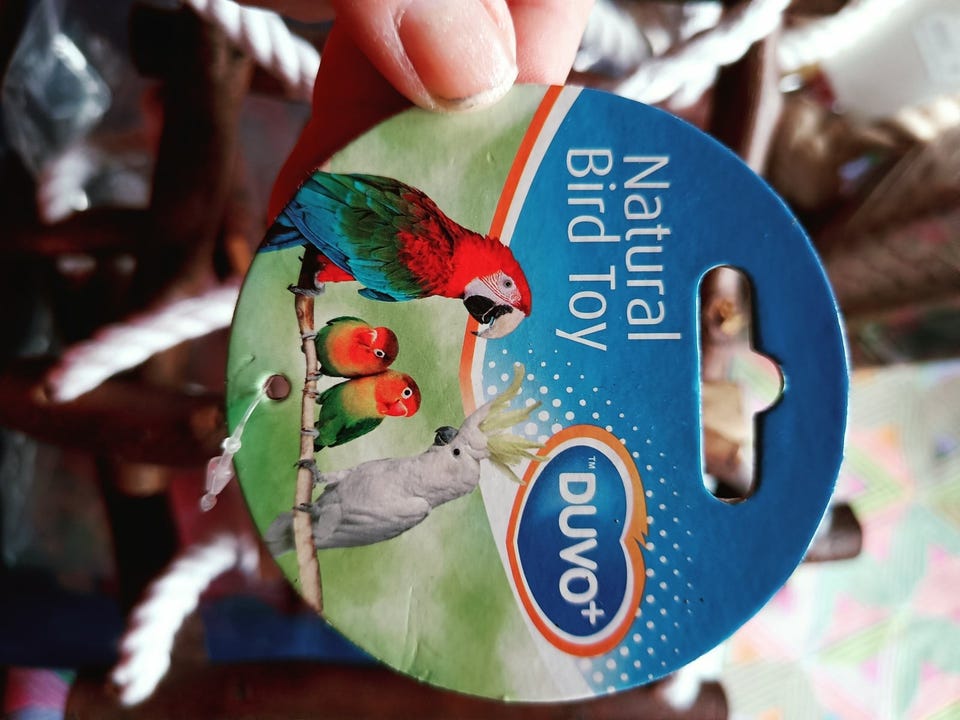 Natural
Bird Toy
DUVO+™